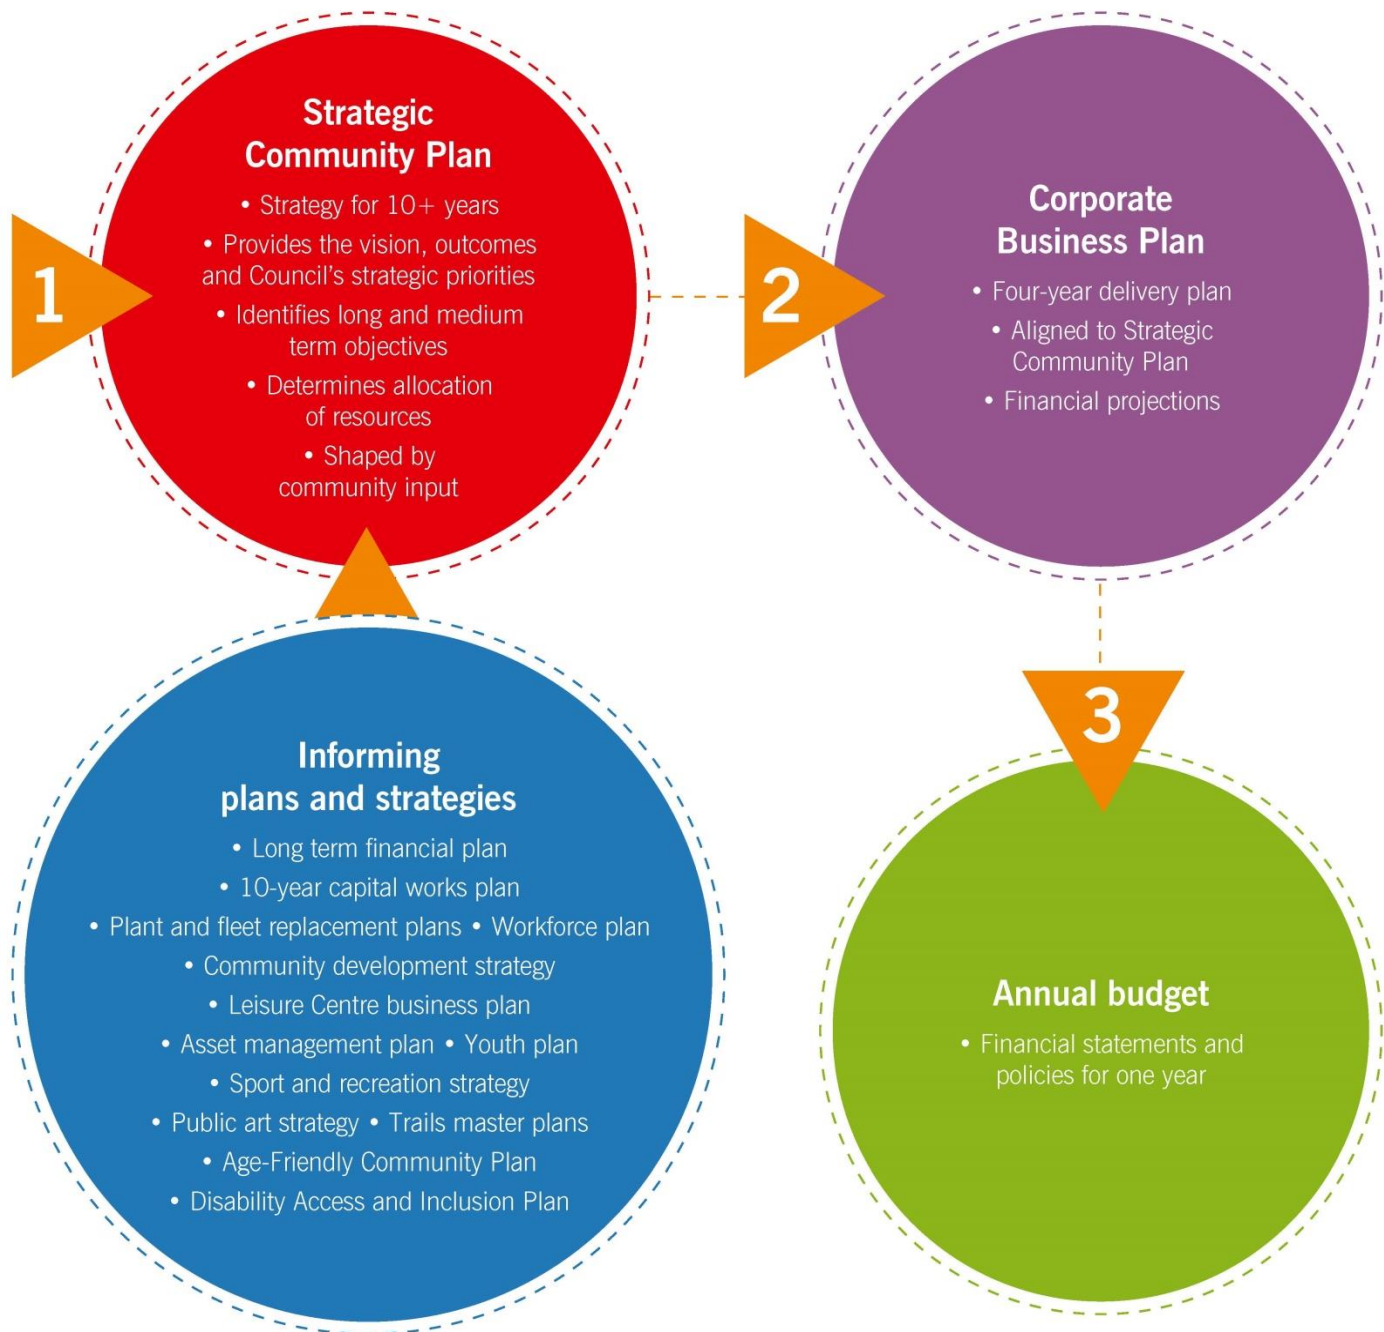 1
Strategic
Community Plan
• Strategy for 10+ years
• Provides the vision, outcomes
and Council’s strategic priorities
• Identifies long and medium
term objectives
• Determines allocation
of resources
• Shaped by
community input
2
Corporate
Business Plan
• Four-year delivery plan
• Aligned to Strategic
Community Plan
• Financial projections
Informing
plans and strategies
• Long term financial plan
• 10-year capital works plan
• Plant and fleet replacement plans • Workforce plan
• Community development strategy
• Leisure Centre business plan
• Asset management plan • Youth plan
• Sport and recreation strategy
• Public art strategy • Trails master plans
• Age-Friendly Community Plan
• Disability Access and Inclusion Plan
3
Annual budget
• Financial statements and
policies for one year